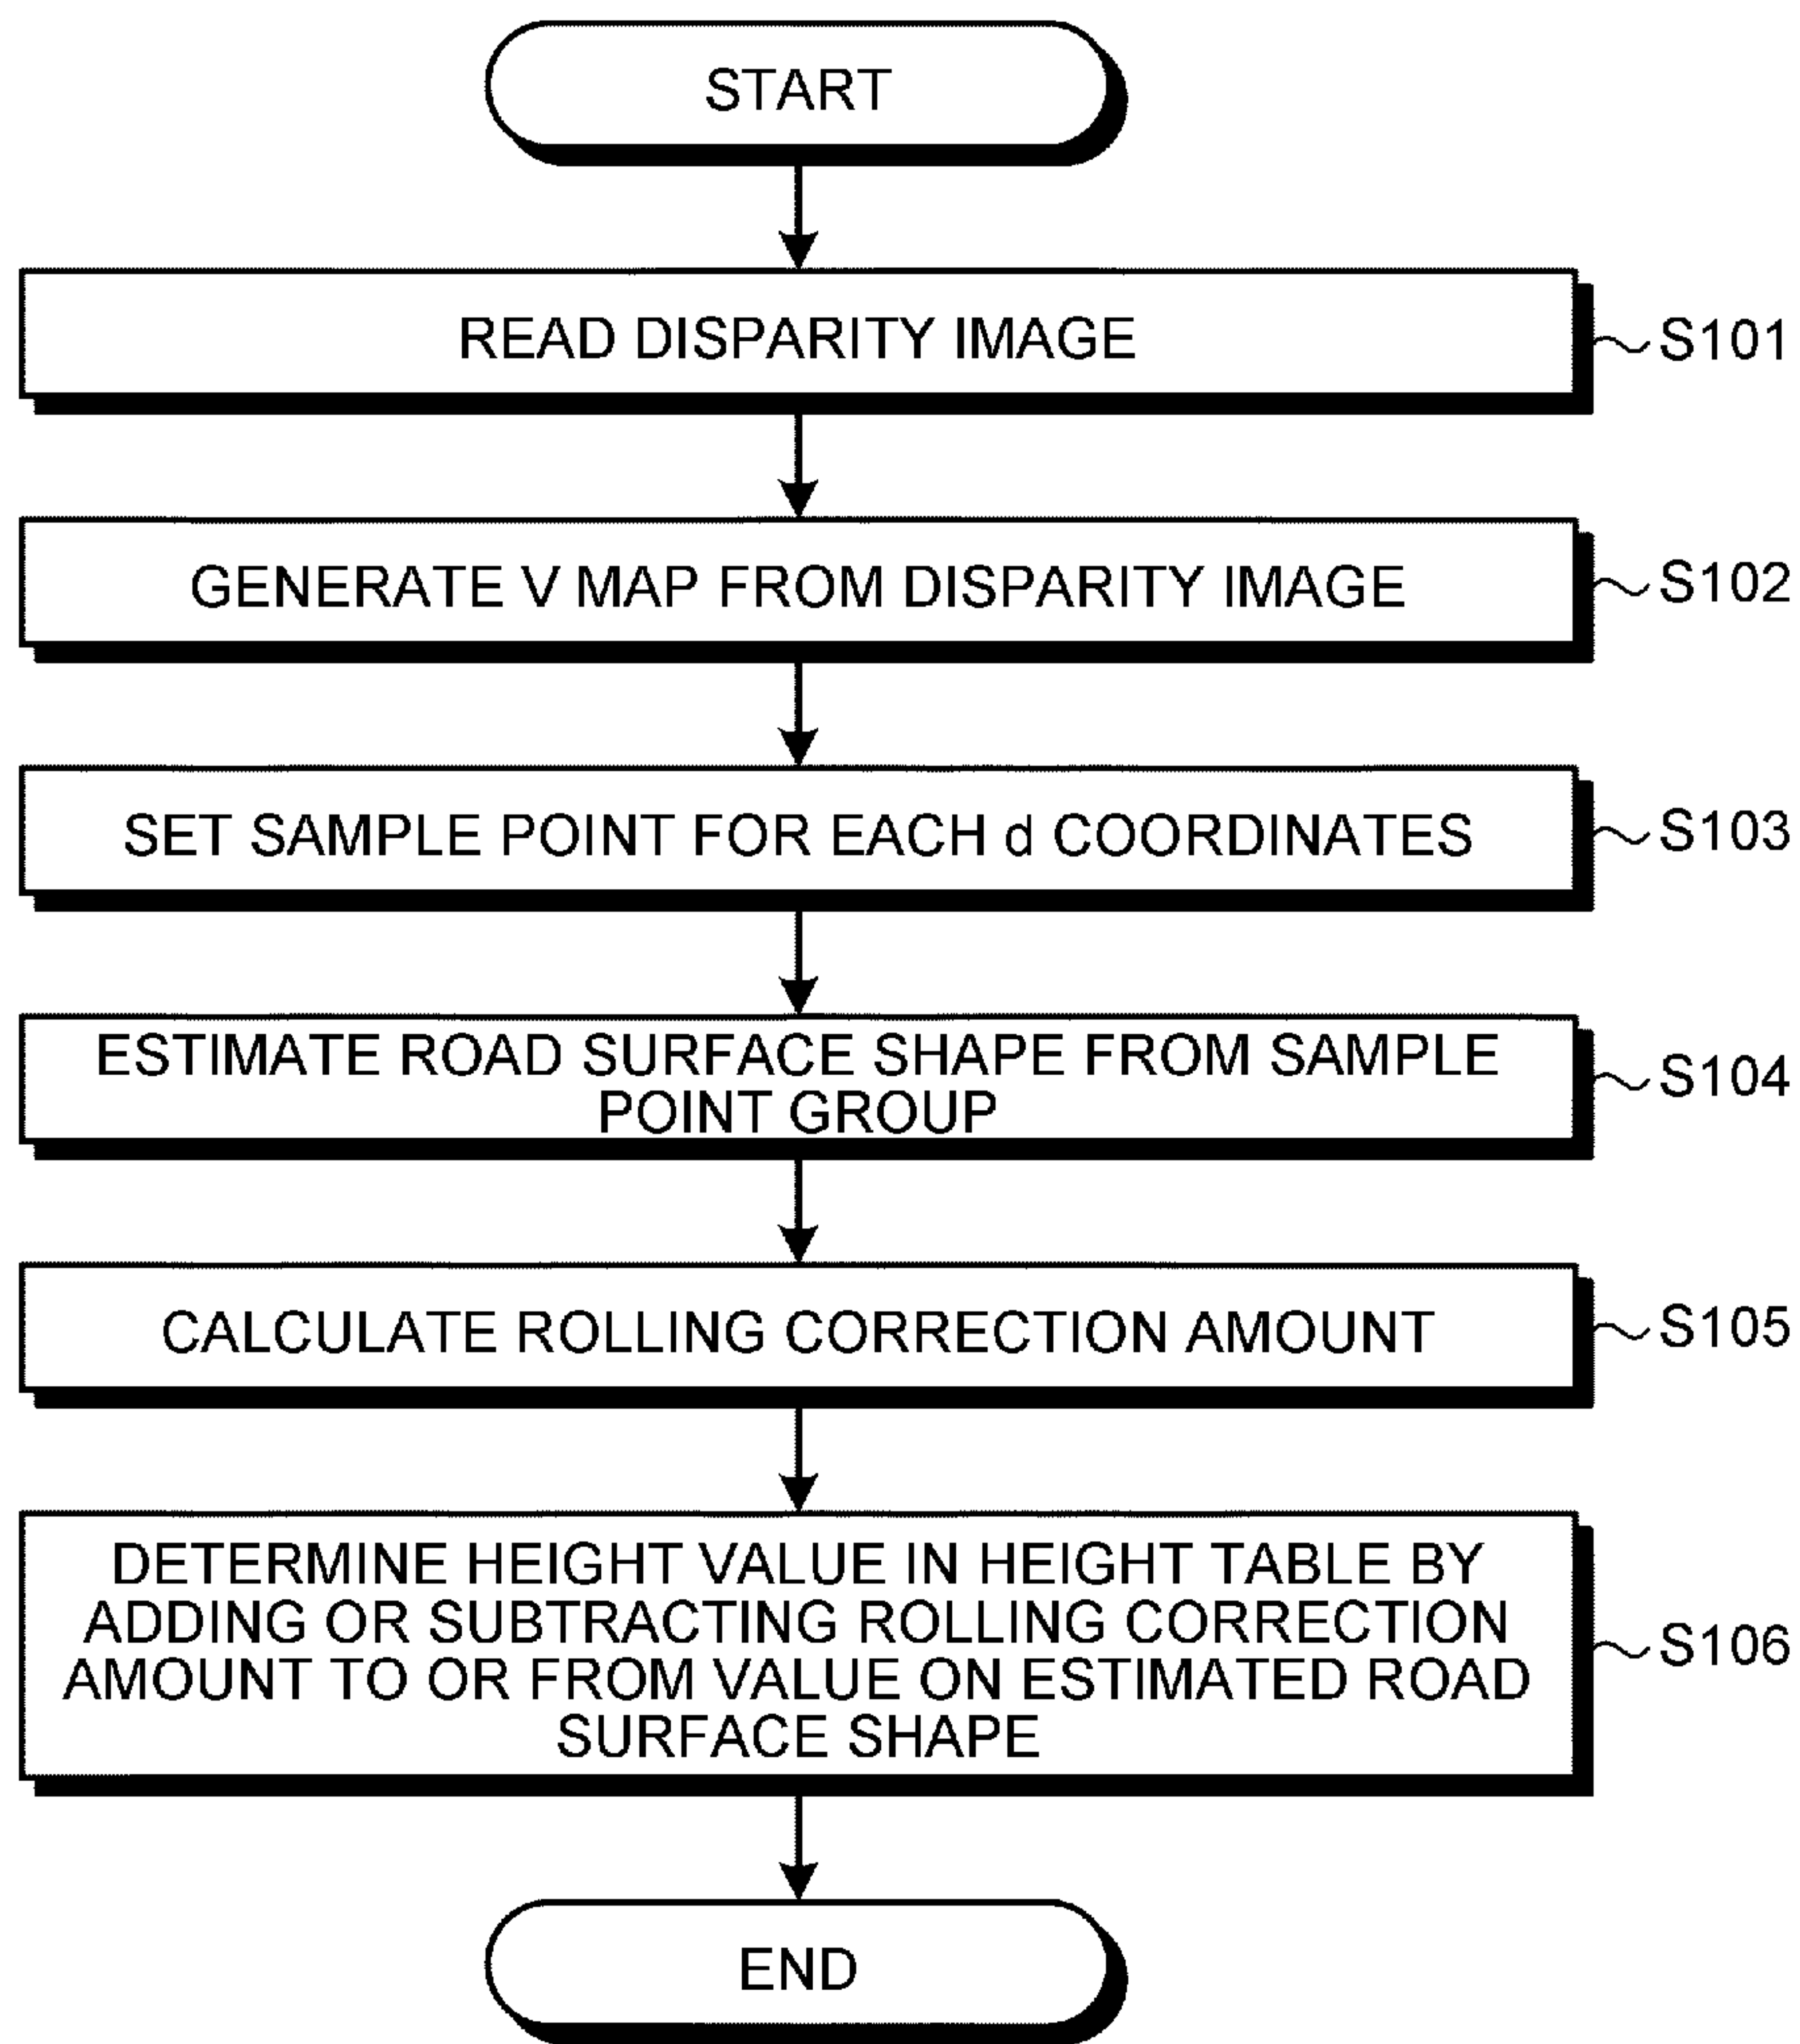 START
READ DISPARITY IMAGE
S101
GENERATE V MAP FROM DISPARITY IMAGE
S102
SET SAMPLE POINT FOR EACH d COORDINATES
S103
ESTIMATE ROAD SURFACE SHAPE FROM SAMPLE
POINT GROUP
S104
CALCULATE ROLLING CORRECTION AMOUNT
S105
DETERMINE HEIGHT VALUE IN HEIGHT TABLE BY
ADDING OR SUBTRACTING ROLLING CORRECTION
AMOUNT TO OR FROM VALUE ON ESTIMATED ROAD
SURFACE SHAPE
S106
END